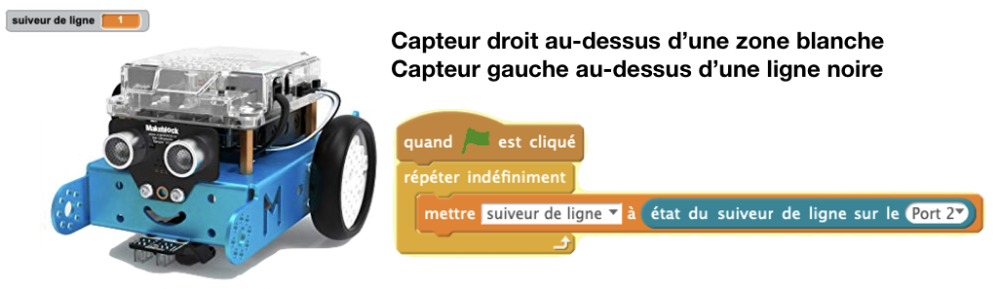 suiveur de ligne 1
Capteur droit au-dessus d’une zone blanche
Capteur gauche au-dessus d’une ligne noire
Makeblock
quand est cliqué
répéter indéfiniment
mettre suiveur de ligne à état du suiveur de ligne sur le Port 2